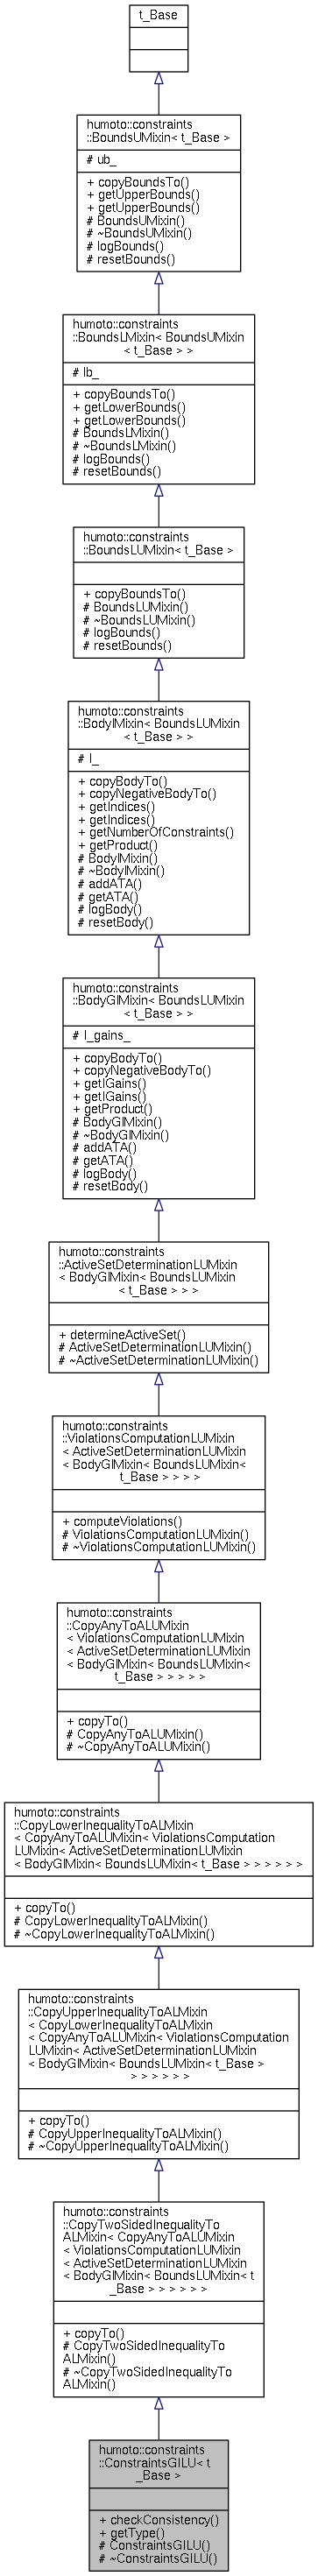 t_Base
humoto::constraints
::BoundsUMixin< t_Base >
# ub_
+ copyBoundsTo()
+ getUpperBounds()
+ getUpperBounds()
# BoundsUMixin()
# ~BoundsUMixin()
# logBounds()
# resetBounds()
humoto::constraints
::BoundsLMixin< BoundsUMixin
< t_Base > >
# lb_
+ copyBoundsTo()
+ getLowerBounds()
+ getLowerBounds()
# BoundsLMixin()
# ~BoundsLMixin()
# logBounds()
# resetBounds()
humoto::constraints
::BoundsLUMixin< t_Base >
+ copyBoundsTo()
# BoundsLUMixin()
# ~BoundsLUMixin()
# logBounds()
# resetBounds()
humoto::constraints
::BodyIMixin< BoundsLUMixin
< t_Base > >
# I_
+ copyBodyTo()
+ copyNegativeBodyTo()
+ getIndices()
+ getIndices()
+ getNumberOfConstraints()
+ getProduct()
# BodyIMixin()
# ~BodyIMixin()
# addATA()
# getATA()
# logBody()
# resetBody()
humoto::constraints
::BodyGIMixin< BoundsLUMixin
< t_Base > >
# I_gains_
+ copyBodyTo()
+ copyNegativeBodyTo()
+ getIGains()
+ getIGains()
+ getProduct()
# BodyGIMixin()
# ~BodyGIMixin()
# addATA()
# getATA()
# logBody()
# resetBody()
humoto::constraints
::ActiveSetDeterminationLUMixin
< BodyGIMixin< BoundsLUMixin
< t_Base > > >
+ determineActiveSet()
# ActiveSetDeterminationLUMixin()
# ~ActiveSetDeterminationLUMixin()
humoto::constraints
::ViolationsComputationLUMixin
< ActiveSetDeterminationLUMixin
< BodyGIMixin< BoundsLUMixin<
t_Base > > > >
+ computeViolations()
# ViolationsComputationLUMixin()
# ~ViolationsComputationLUMixin()
humoto::constraints
::CopyAnyToALUMixin
< ViolationsComputationLUMixin
< ActiveSetDeterminationLUMixin
< BodyGIMixin< BoundsLUMixin<
t_Base > > > > >
+ copyTo()
# CopyAnyToALUMixin()
# ~CopyAnyToALUMixin()
humoto::constraints
::CopyLowerInequalityToALMixin
< CopyAnyToALUMixin< ViolationsComputation
LUMixin< ActiveSetDeterminationLUMixin
< BodyGIMixin< BoundsLUMixin< t_Base > > > > > >
+ copyTo()
# CopyLowerInequalityToALMixin()
# ~CopyLowerInequalityToALMixin()
humoto::constraints
::CopyUpperInequalityToALMixin
< CopyLowerInequalityToALMixin
< CopyAnyToALUMixin< ViolationsComputation
LUMixin< ActiveSetDeterminationLUMixin
< BodyGIMixin< BoundsLUMixin< t_Base >
> > > > > >
+ copyTo()
# CopyUpperInequalityToALMixin()
# ~CopyUpperInequalityToALMixin()
humoto::constraints
::CopyTwoSidedInequalityTo
ALMixin< CopyAnyToALUMixin
< ViolationsComputationLUMixin
< ActiveSetDeterminationLUMixin
< BodyGIMixin< BoundsLUMixin< t
_Base > > > > > >
+ copyTo()
# CopyTwoSidedInequalityTo
ALMixin()
# ~CopyTwoSidedInequalityTo
ALMixin()
humoto::constraints
::ConstraintsGILU< t
_Base >
+ checkConsistency()
+ getType()
# ConstraintsGILU()
# ~ConstraintsGILU()